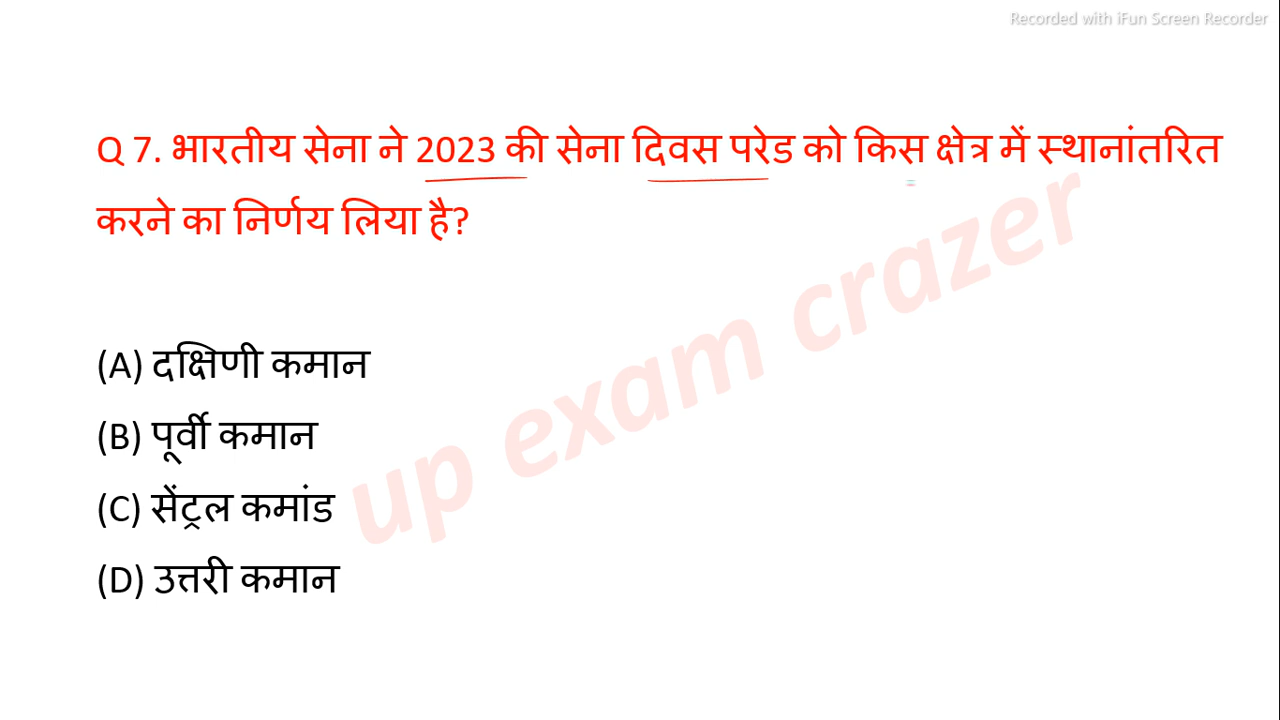 Recorded with iFun Screen Recorder
Q 7. भारतीय सेना ने 2023 की सेना दिवस परेड को किस क्षेत्र में स्थानांतरित
करने का निर्णय लिया है?
(A) दक्षिणी कमान
(B) पूर्वी कमान
(C) सेंट्रल कमांड
(D) उत्तरी कमान
up exam crazer